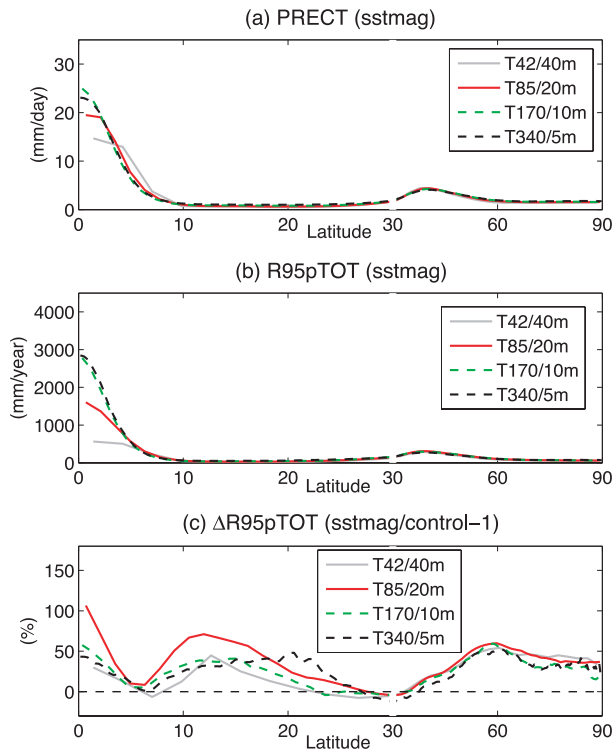 (a) PRECT (sstmag)
(mm/day)
30
20
10
0
T42/40m
T85/20m
T170/10m
T340/5m
0 10 20 30 60 90
Latitude
(b) R95pTOT (sstmag)
(mm/year)
4000
3000
2000
1000
0
T42/40m
T85/20m
T170/10m
T340/5m
0 10 20 30 60 90
Latitude
(c) ΔR95pTOT (sstmag/control−1)
(%)
150
100
50
0
T42/40m
T85/20m
T170/10m
T340/5m
0 10 20 30 60 90
Latitude